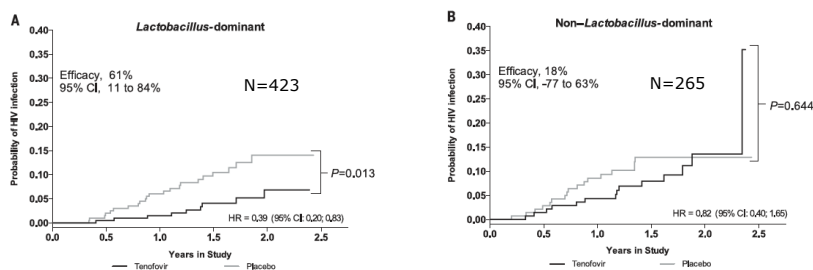 A
Lactobacillus-dominant
Probability of HIV infection
0.40
0.35
0.30
0.25
0.20
0.15
0.10
0.05
0.00
Efficacy, 61%
95% CI, 11 to 84%
N=423
P=0.013
HR = 0.39 (95% CI: 0.20; 0.83)
0.0 0.5 1.0 1.5 2.0 2.5
Years in Study
Tenofovir Placebo
B
Non–Lactobacillus-dominant
Probability of HIV infection
0.40
0.35
0.30
0.25
0.20
0.15
0.10
0.05
0.00
Efficacy, 18%
95% CI, -77 to 63%
N=265
P=0.644
HR = 0.82 (95% CI: 0.40; 1.65)
0.0 0.5 1.0 1.5 2.0 2.5
Years in Study
Tenofovir Placebo